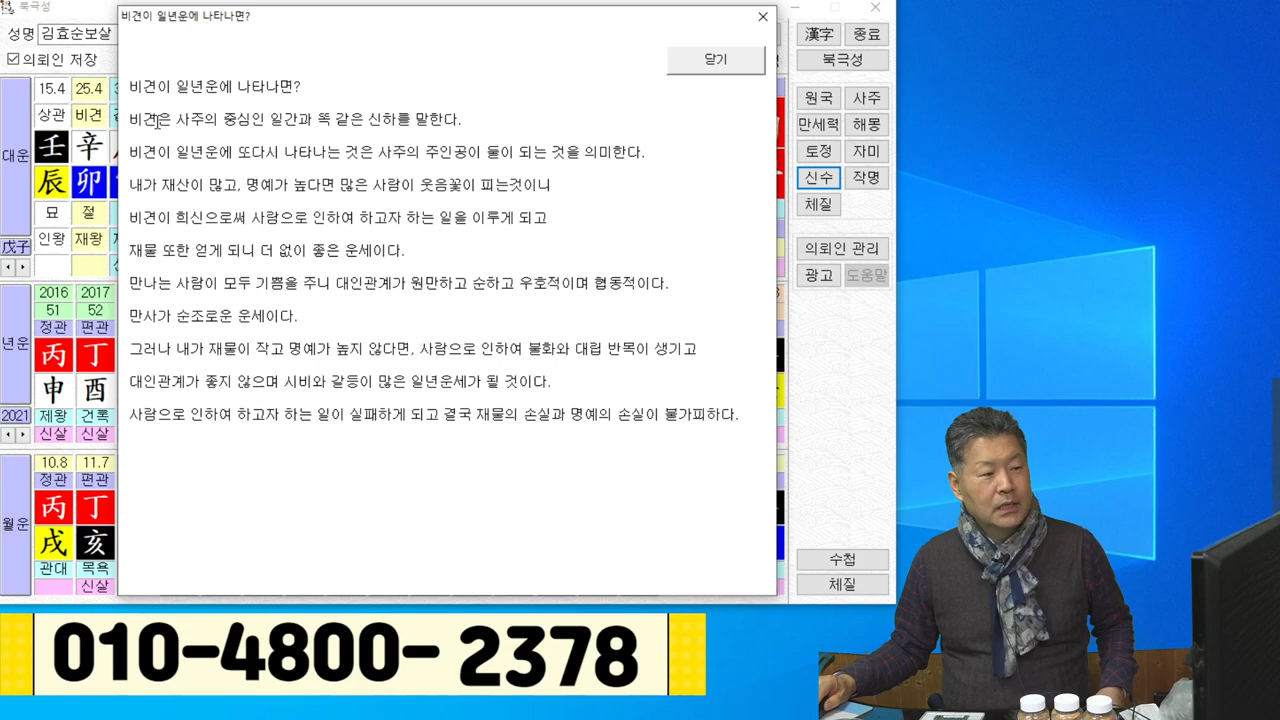 북극성
비견이 일년운에 나타나면?
성명 김효순보살
漢字 종료
의뢰인 저장
닫기
북극성
15.4 25.4
비견이 일년운에 나타나면?
원국 사주
상관 비견
비견은 사주의 중심인 일간과 똑 같은 신하를 말한다.
만세력 해몽
대운 壬 辛
비견이 일년운에 또다시 나타나는 것은 사주의 주인공이 둘이 되는 것을 의미한다.
토정 자미
辰 卯
내가 재산이 많고, 명예가 높다면 많은 사람이 웃음꽃이 피는것이니
신수 작명
묘 절
비견이 희신으로써 사람으로 인하여 하고자 하는 일을 이루게 되고
체질
인왕 재왕
戊子
재물 또한 얻게 되니 더 없이 좋은 운세이다.
의뢰인 관리
만나는 사람이 모두 기쁨을 주니 대인관계가 원만하고 순하고 우호적이며 협동적이다.
광고 도움말
2016 2017
51 52
만사가 순조로운 운세이다.
정관 편관
년운 丙 丁
그러나 내가 재물이 작고 명예가 높지 않다면, 사람으로 인하여 불화와 대립 반목이 생기고
申 酉
대인관계가 좋지 않으며 시비와 갈등이 많은 일년운세가 될 것이다.
2021 제왕 건록
사람으로 인하여 하고자 하는 일이 실패하게 되고 결국 재물의 손실과 명예의 손실이 불가피하다.
신살 신살
10.8 11.7
정관 편관
월운 丙 丁
戌 亥
관대 목욕
신살
수첩
체질
010-4800-2378